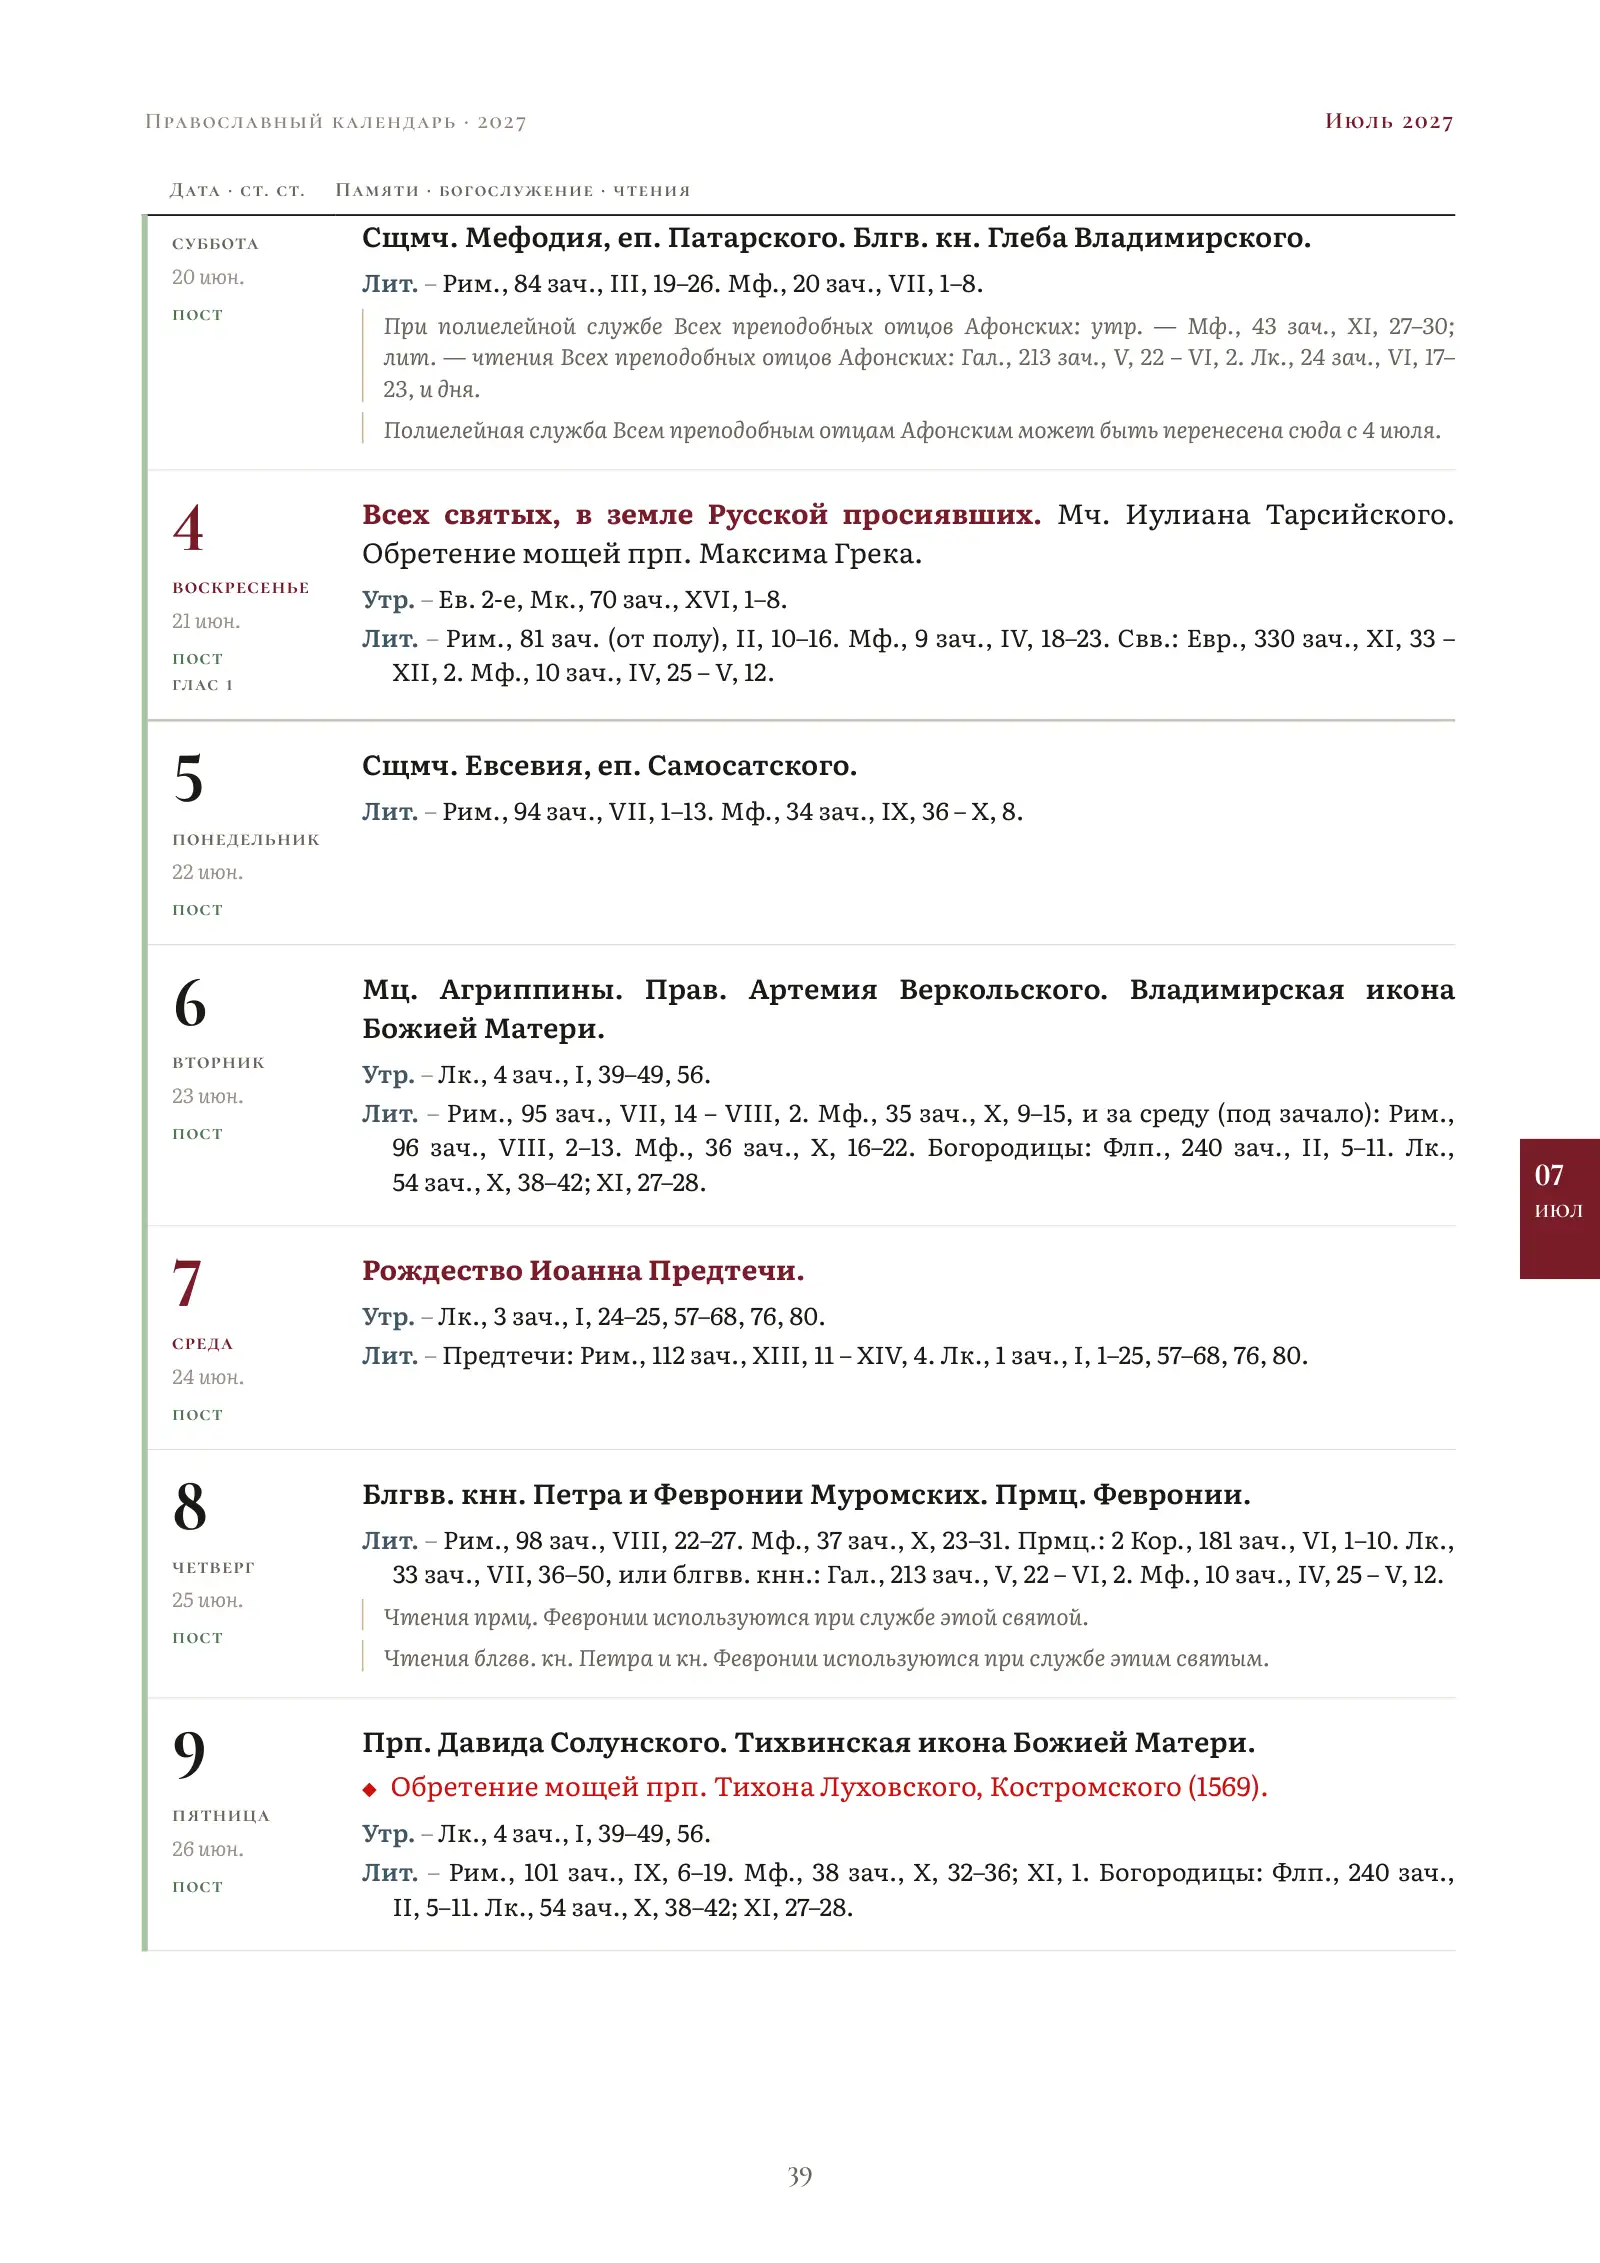 Православный календарь · 2027
Июль 2027
Дата · ст. ст. Памяти · богослужение · чтения
суббота
20 июн.
пост
Сщмч. Мефодия, еп. Патарского. Блгв. кн. Глеба Владимирского.
Лит. – Рим., 84 зач., III, 19–26. Мф., 20 зач., VII, 1–8.
При полиелейной службе Всех преподобных отцов Афонских: утр. — Мф., 43 зач., XI, 27–30;
лит. — чтения Всех преподобных отцов Афонских: Гал., 213 зач., V, 22 – VI, 2. Лк., 24 зач., VI, 17–
23, и дня.
Полиелейная служба Всем преподобным отцам Афонским может быть перенесена сюда с 4 июля.
4
воскресенье
21 июн.
пост
глас 1
Всех святых, в земле Русской просиявших. Мч. Иулиана Тарсийского.
Обретение мощей прп. Максима Грека.
Утр. – Ев. 2-е, Мк., 70 зач., XVI, 1–8.
Лит. – Рим., 81 зач. (от полу), II, 10–16. Мф., 9 зач., IV, 18–23. Свв.: Евр., 330 зач., XI, 33 –
XII, 2. Мф., 10 зач., IV, 25 – V, 12.
5
понедельник
22 июн.
пост
Сщмч. Евсевия, еп. Самосатского.
Лит. – Рим., 94 зач., VII, 1–13. Мф., 34 зач., IX, 36 – X, 8.
6
вторник
23 июн.
пост
Мц. Агриппины. Прав. Артемия Веркольского. Владимирская икона
Божией Матери.
Утр. – Лк., 4 зач., I, 39–49, 56.
Лит. – Рим., 95 зач., VII, 14 – VIII, 2. Мф., 35 зач., X, 9–15, и за среду (под зачало): Рим.,
96 зач., VIII, 2–13. Мф., 36 зач., X, 16–22. Богородицы: Флп., 240 зач., II, 5–11. Лк.,
54 зач., X, 38–42; XI, 27–28.
07
июл
7
среда
24 июн.
пост
Рождество Иоанна Предтечи.
Утр. – Лк., 3 зач., I, 24–25, 57–68, 76, 80.
Лит. – Предтечи: Рим., 112 зач., XIII, 11 – XIV, 4. Лк., 1 зач., I, 1–25, 57–68, 76, 80.
8
четверг
25 июн.
пост
Блгвв. кнн. Петра и Февронии Муромских. Прмц. Февронии.
Лит. – Рим., 98 зач., VIII, 22–27. Мф., 37 зач., X, 23–31. Прмц.: 2 Кор., 181 зач., VI, 1–10. Лк.,
33 зач., VII, 36–50, или блгвв. кнн.: Гал., 213 зач., V, 22 – VI, 2. Мф., 10 зач., IV, 25 – V, 12.
Чтения прмц. Февронии используются при службе этой святой.
Чтения блгвв. кн. Петра и кн. Февронии используются при службе этим святым.
9
пятница
26 июн.
пост
Прп. Давида Солунского. Тихвинская икона Божией Матери.
◆ Обретение мощей прп. Тихона Луховского, Костромского (1569).
Утр. – Лк., 4 зач., I, 39–49, 56.
Лит. – Рим., 101 зач., IX, 6–19. Мф., 38 зач., X, 32–36; XI, 1. Богородицы: Флп., 240 зач.,
II, 5–11. Лк., 54 зач., X, 38–42; XI, 27–28.
39